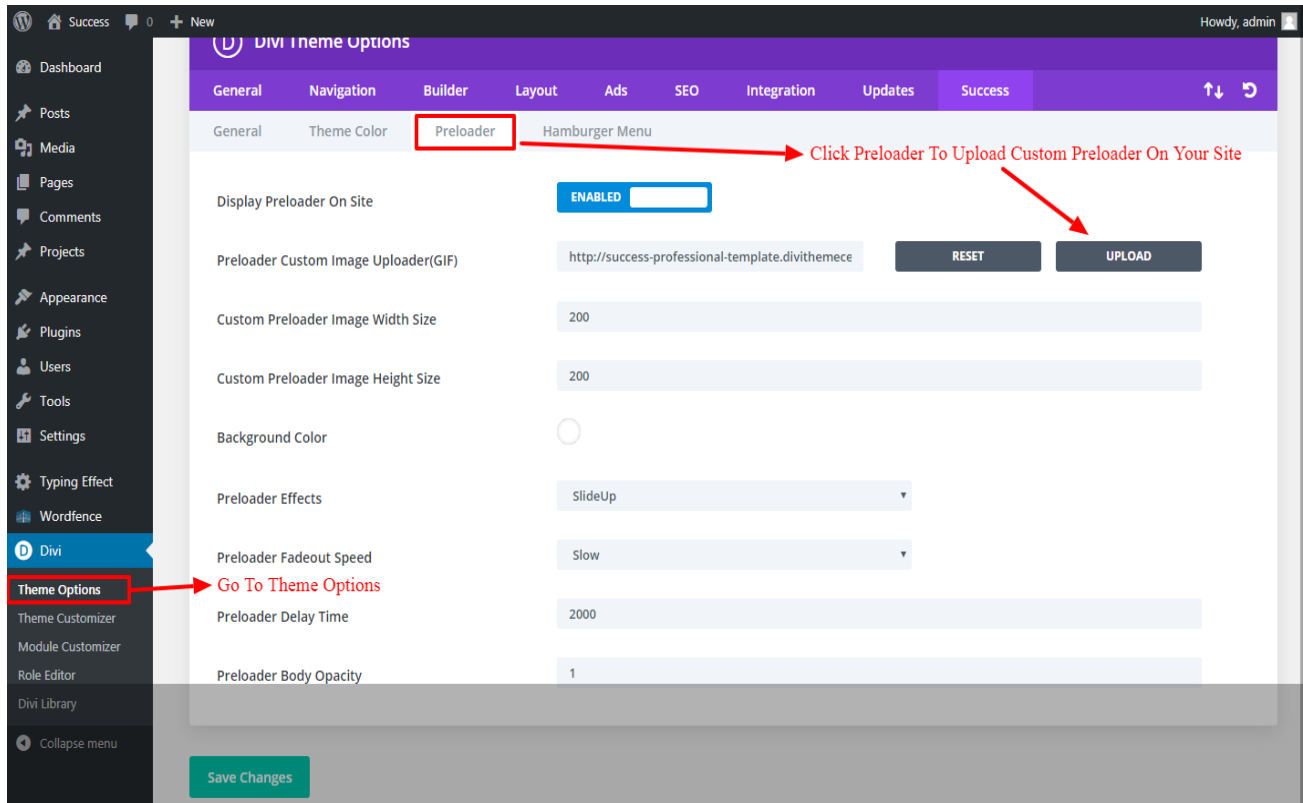 Success 0 New Howdy, admin
Divi Theme Options
Dashboard
Posts
Media
Pages
Comments
Projects
Appearance
Plugins
Users
Tools
Settings
Typing Effect
Wordfence
D Divi
Theme Options
Theme Customizer
Module Customizer
Role Editor
Divi Library
Collapse menu
General Navigation Builder Layout Ads SEO Integration Updates Success
General Theme Color Preloader Hamburger Menu
Click Preloader To Upload Custom Preloader On Your Site
Display Preloader On Site ENABLED
Preloader Custom Image Uploader(GIF) http://success-professional-template.divithemece RESET UPLOAD
Custom Preloader Image Width Size 200
Custom Preloader Image Height Size 200
Background Color
Preloader Effects SlideUp
Preloader Fadeout Speed Slow
Go To Theme Options
Preloader Delay Time 2000
Preloader Body Opacity 1
Save Changes